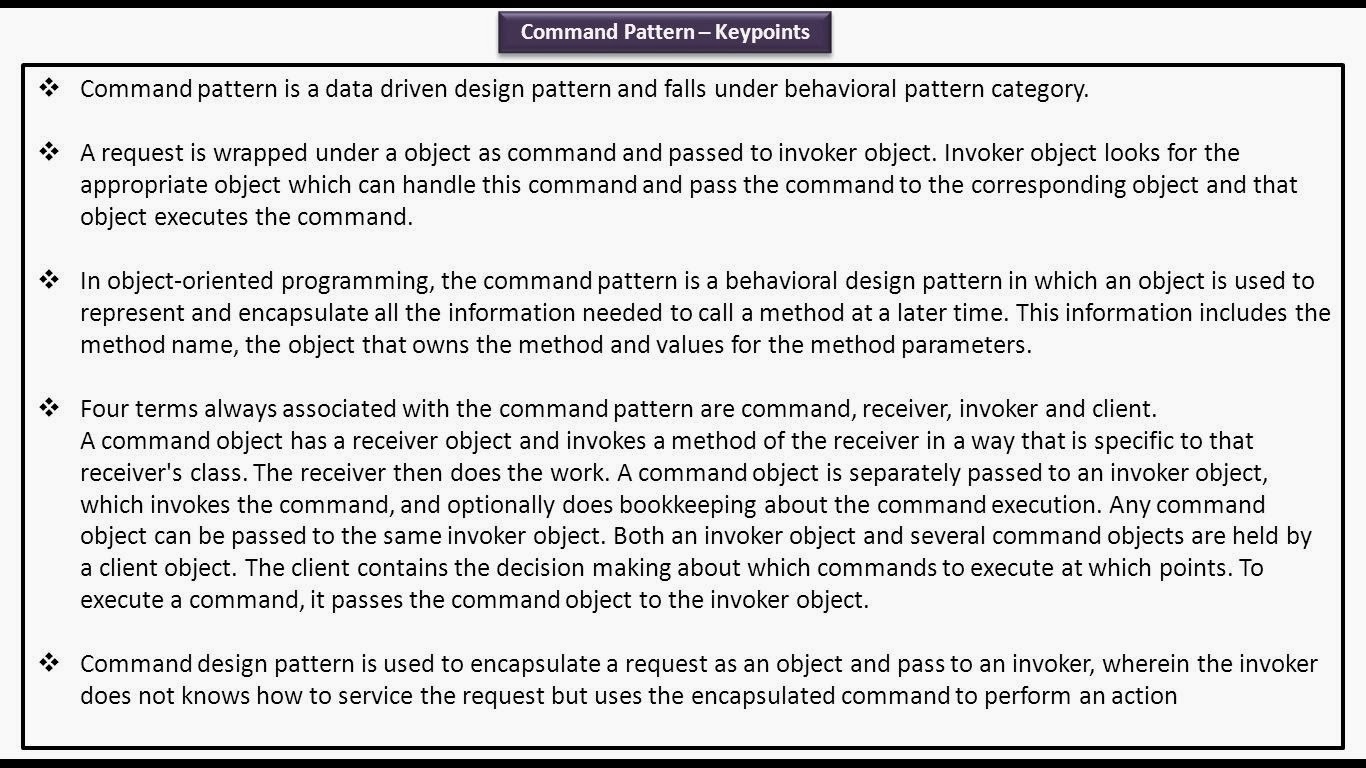 Command Pattern – Keypoints
❖ Command pattern is a data driven design pattern and falls under behavioral pattern category.
❖ A request is wrapped under a object as command and passed to invoker object. Invoker object looks for the
appropriate object which can handle this command and pass the command to the corresponding object and that
object executes the command.
❖ In object-oriented programming, the command pattern is a behavioral design pattern in which an object is used to
represent and encapsulate all the information needed to call a method at a later time. This information includes the
method name, the object that owns the method and values for the method parameters.
❖ Four terms always associated with the command pattern are command, receiver, invoker and client.
A command object has a receiver object and invokes a method of the receiver in a way that is specific to that
receiver's class. The receiver then does the work. A command object is separately passed to an invoker object,
which invokes the command, and optionally does bookkeeping about the command execution. Any command
object can be passed to the same invoker object. Both an invoker object and several command objects are held by
a client object. The client contains the decision making about which commands to execute at which points. To
execute a command, it passes the command object to the invoker object.
❖ Command design pattern is used to encapsulate a request as an object and pass to an invoker, wherein the invoker
does not knows how to service the request but uses the encapsulated command to perform an action